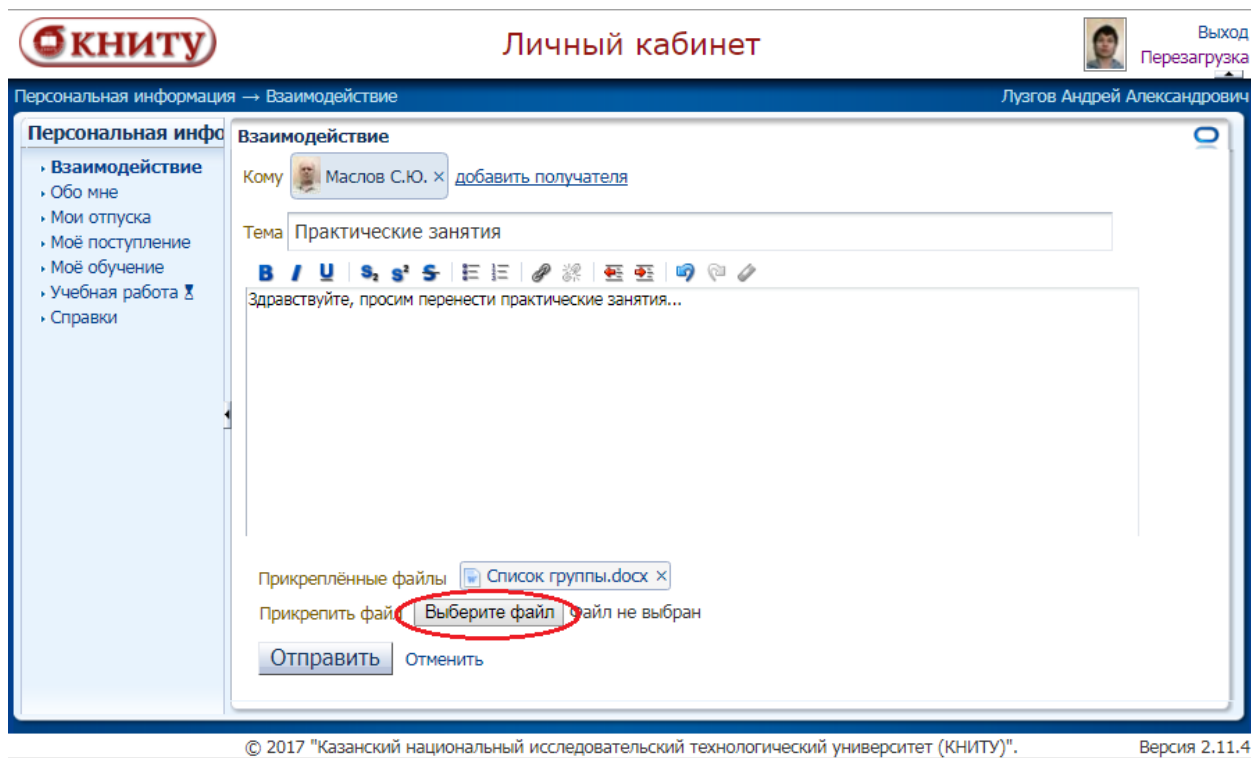 КНИТУ
Личный кабинет
Выход
Перезагрузка
Персональная информация → Взаимодействие
Лузгов Андрей Александрович
Персональная инфо
Взаимодействие
Обо мне
Мои отпуска
Моё поступление
Моё обучение
Учебная работа
Справки
Взаимодействие
Кому Маслов С.Ю. × добавить получателя
Тема Практические занятия
B I U S₂ S² S
Здравствуйте, просим перенести практические занятия...
Прикреплённые файлы Список группы.docx ×
Прикрепить файл Выберите файл Файл не выбран
Отправить Отменить
© 2017 "Казанский национальный исследовательский технологический университет (КНИТУ)".
Версия 2.11.4